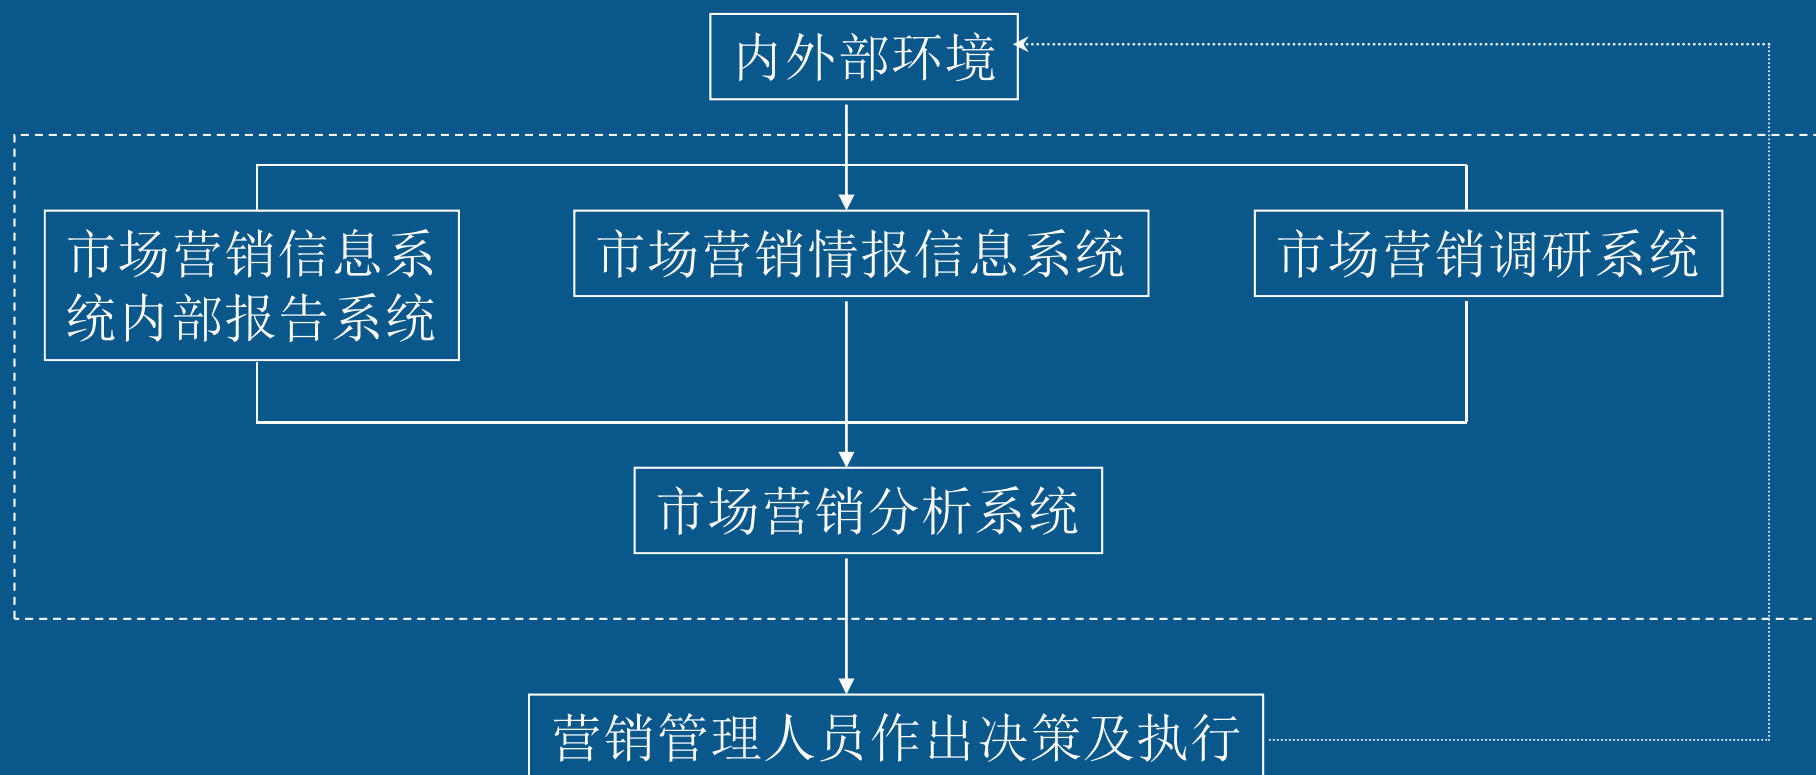 内外部环境
市场营销信息系
统内部报告系统
市场营销情报信息系统
市场营销调研系统
市场营销分析系统
营销管理人员作出决策及执行